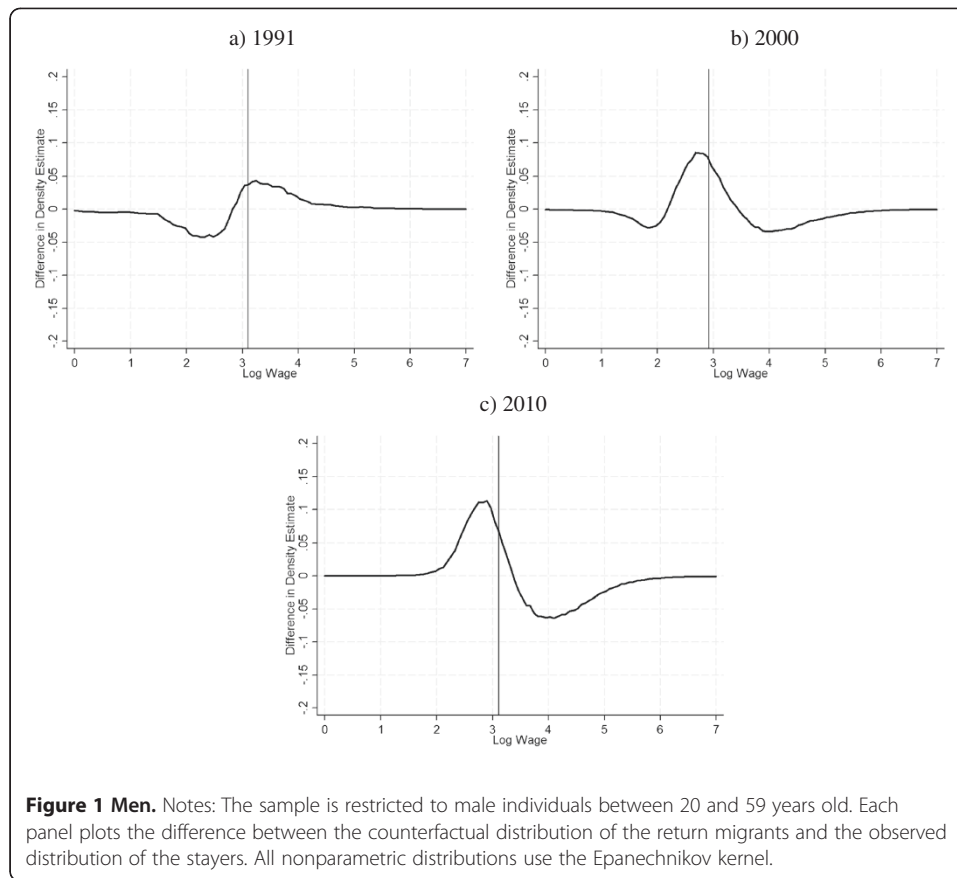 a) 1991
Difference in Density Estimate
.2
.15
.1
.05
0
-.05
-.1
-.15
-.2
0 1 2 3 4 5 6 7
Log Wage
b) 2000
Difference in Density Estimate
.2
.15
.1
.05
0
-.05
-.1
-.15
-.2
0 1 2 3 4 5 6 7
Log Wage
c) 2010
Difference in Density Estimate
.2
.15
.1
.05
0
-.05
-.1
-.15
-.2
0 1 2 3 4 5 6 7
Log Wage
Figure 1 Men. Notes: The sample is restricted to male individuals between 20 and 59 years old. Each
panel plots the difference between the counterfactual distribution of the return migrants and the observed
distribution of the stayers. All nonparametric distributions use the Epanechnikov kernel.